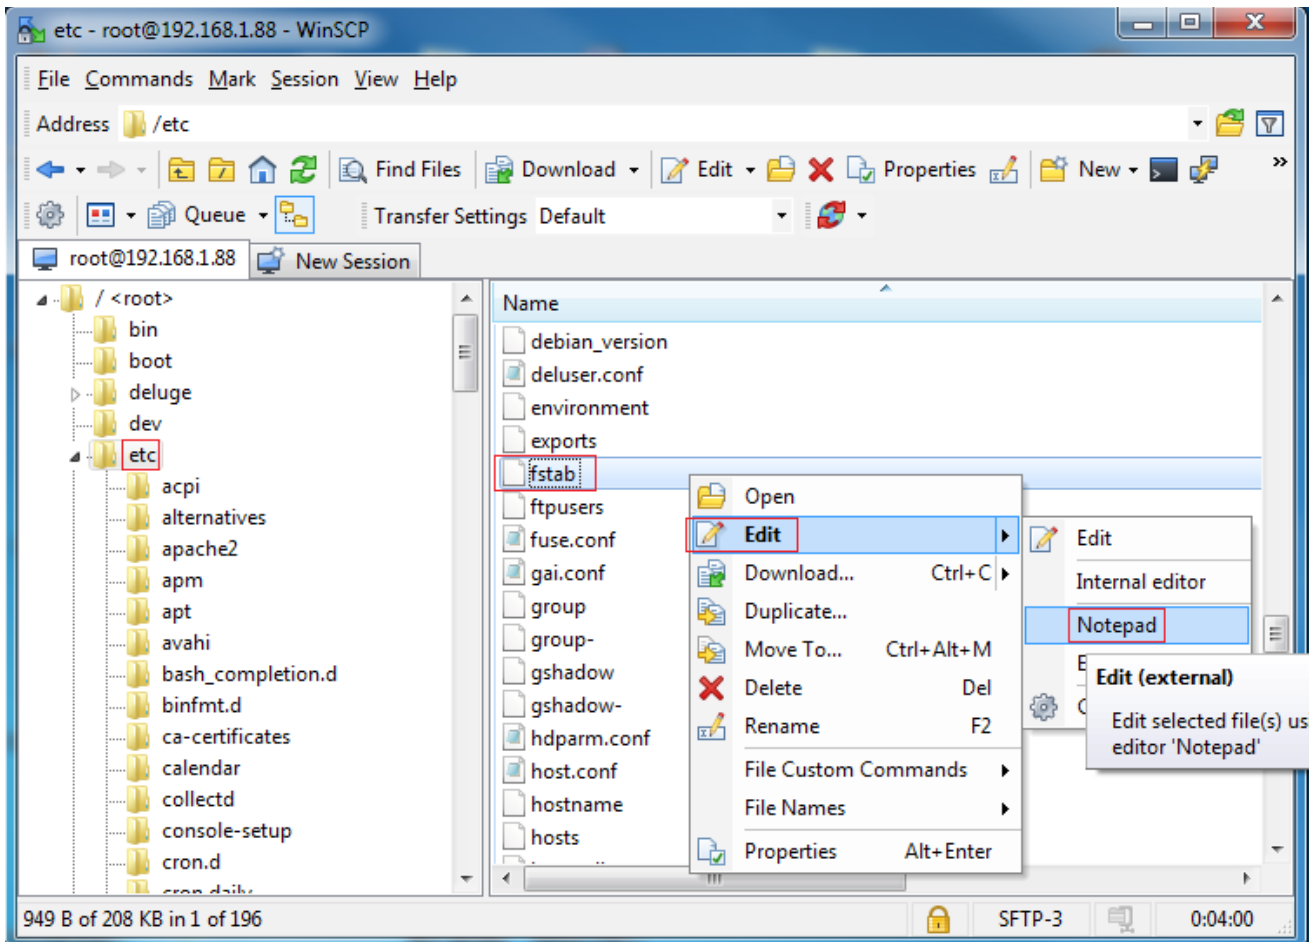 etc - root@192.168.1.88 - WinSCP
File Commands Mark Session View Help
Address /etc
Find Files Download Edit Properties New »
Queue Transfer Settings Default
root@192.168.1.88 New Session
/ <root>
bin
boot
deluge
dev
etc
acpi
alternatives
apache2
apm
apt
avahi
bash_completion.d
binfmt.d
ca-certificates
calendar
collectd
console-setup
cron.d
cron.daily
Name
debian_version
deluser.conf
environment
exports
fstab
ftpusers
fuse.conf
gai.conf
group
group-
gshadow
gshadow-
hdparm.conf
host.conf
hostname
hosts
Open
Edit
Download... Ctrl+C
Duplicate...
Move To... Ctrl+Alt+M
Delete Del
Rename F2
File Custom Commands
File Names
Properties Alt+Enter
Edit
Internal editor
Notepad
Edit (external)
Edit selected file(s) us
editor 'Notepad'
949 B of 208 KB in 1 of 196 SFTP-3 0:04:00